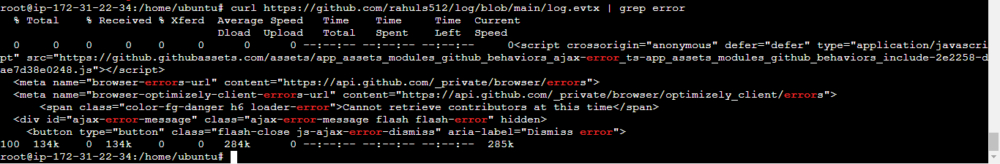 root@ip-172-31-22-34:/home/ubuntu# curl https://github.com/rahuls512/log/blob/main/log.evtx | grep error
% Total % Received % Xferd Average Speed Time Time Time Current
Dload Upload Total Spent Left Speed
0 0 0 0 0 0 0 0 --:--:-- --:--:-- --:--:-- 0<script crossorigin="anonymous" defer="defer" type="application/javascri
pt" src="https://github.githubassets.com/assets/app_assets_modules_github_behaviors_ajax-error_ts-app_assets_modules_github_behaviors_include-2e2258-d
ae7d38e0248.js"></script>
<meta name="browser-errors-url" content="https://api.github.com/_private/browser/errors">
<meta name="browser-optimizely-client-errors-url" content="https://api.github.com/_private/browser/optimizely_client/errors">
<span class="color-fg-danger h6 loader-error">Cannot retrieve contributors at this time</span>
<div id="ajax-error-message" class="ajax-error-message flash flash-error" hidden>
<button type="button" class="flash-close js-ajax-error-dismiss" aria-label="Dismiss error">
100 134k 0 134k 0 0 284k 0 --:--:-- --:--:-- --:--:-- 285k
root@ip-172-31-22-34:/home/ubuntu#